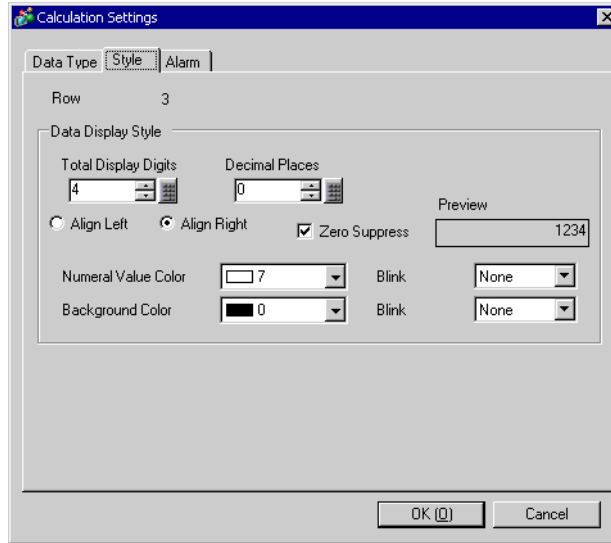 Calculation Settings
Data Type Style Alarm
Row 3
Data Display Style
Total Display Digits Decimal Places
4 0
Preview
Align Left Align Right Zero Suppress 1234
Numeral Value Color 7 Blink None
Background Color 0 Blink None
OK (O) Cancel